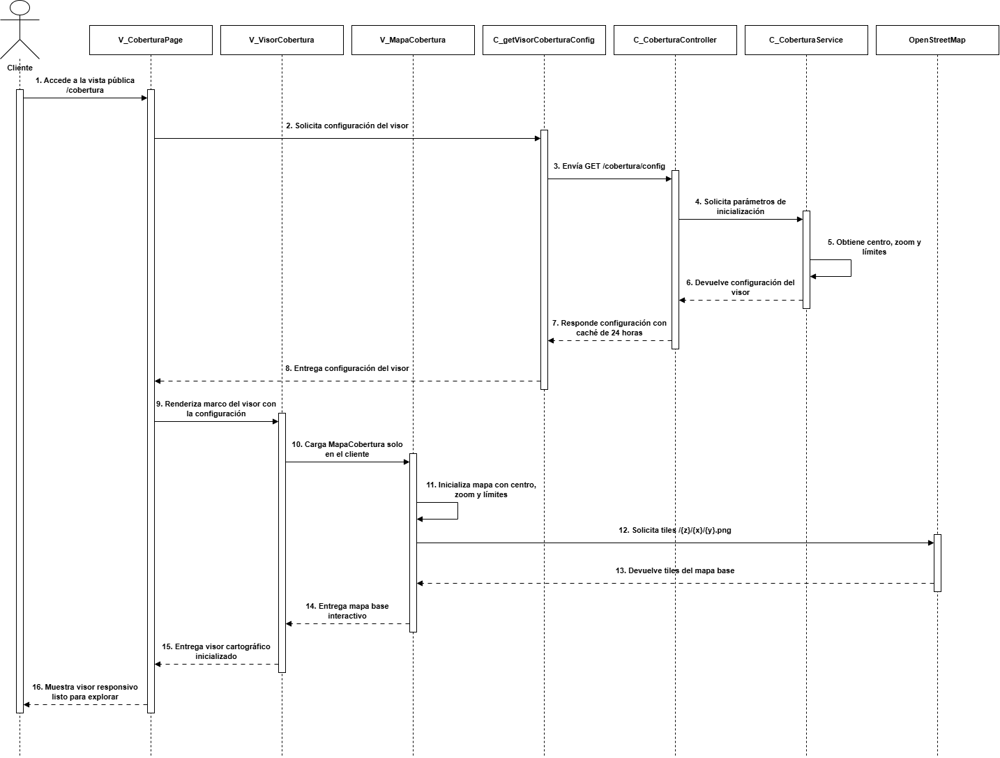 V_CoberturaPage
V_VisorCobertura
V_MapaCobertura
C_getVisorCoberturaConfig
C_CoberturaController
C_CoberturaService
OpenStreetMap
Cliente
1. Accede a la vista pública
/cobertura
2. Solicita configuración del visor
3. Envía GET /cobertura/config
4. Solicita parámetros de
inicialización
5. Obtiene centro, zoom y
límites
6. Devuelve configuración del
visor
7. Responde configuración con
caché de 24 horas
8. Entrega configuración del visor
9. Renderiza marco del visor con
la configuración
10. Carga MapaCobertura solo
en el cliente
11. Inicializa mapa con centro,
zoom y límites
12. Solicita tiles /{z}/{x}/{y}.png
13. Devuelve tiles del mapa base
14. Entrega mapa base
interactivo
15. Entrega visor cartográfico
inicializado
16. Muestra visor responsivo
listo para explorar